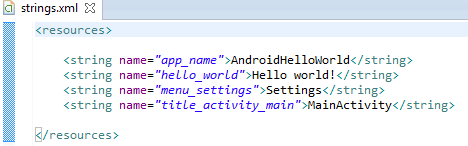 strings.xml
<resources>
<string name="app_name">AndroidHelloWorld</string>
<string name="hello_world">Hello world!</string>
<string name="menu_settings">Settings</string>
<string name="title_activity_main">MainActivity</string>
</resources>